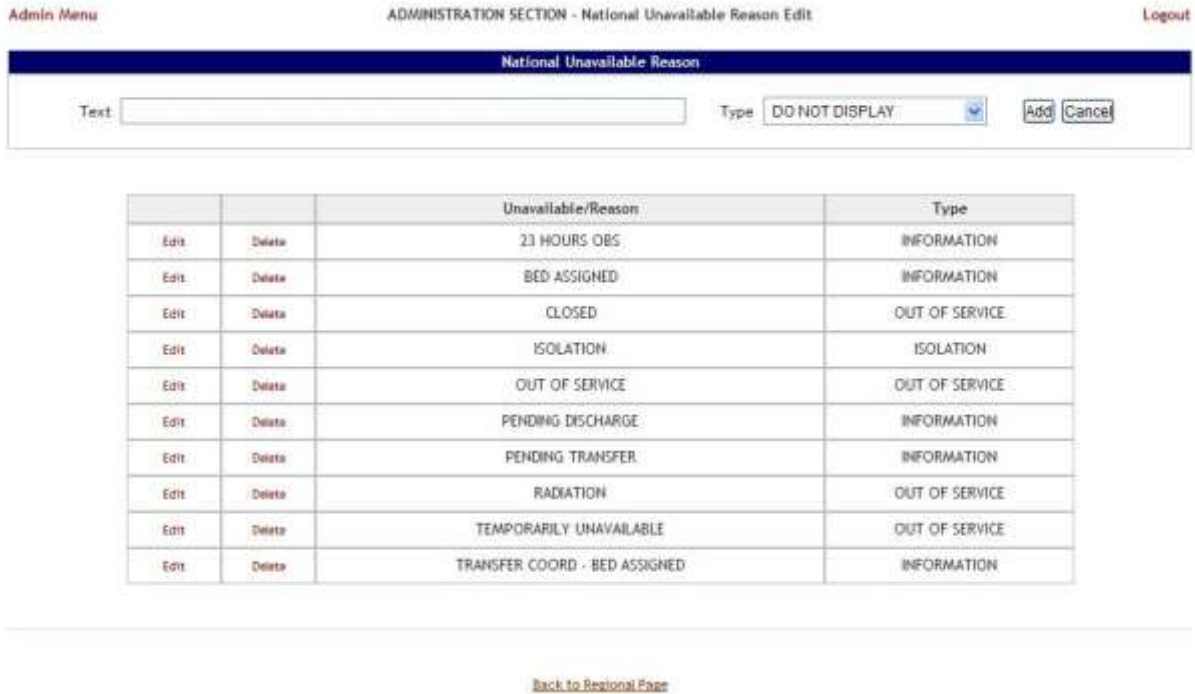 Admin Menu ADMINISTRATION SECTION - National Unavailable Reason Edit Logout
National Unavailable Reason
Text Type DO NOT DISPLAY Add Cancel
Unavailable/Reason Type
Edit Delete 23 HOURS OBS INFORMATION
Edit Delete BED ASSIGNED INFORMATION
Edit Delete CLOSED OUT OF SERVICE
Edit Delete ISOLATION ISOLATION
Edit Delete OUT OF SERVICE OUT OF SERVICE
Edit Delete PENDING DISCHARGE INFORMATION
Edit Delete PENDING TRANSFER INFORMATION
Edit Delete RADIATION OUT OF SERVICE
Edit Delete TEMPORARILY UNAVAILABLE OUT OF SERVICE
Edit Delete TRANSFER COORD - BED ASSIGNED INFORMATION
Back to Regional Page